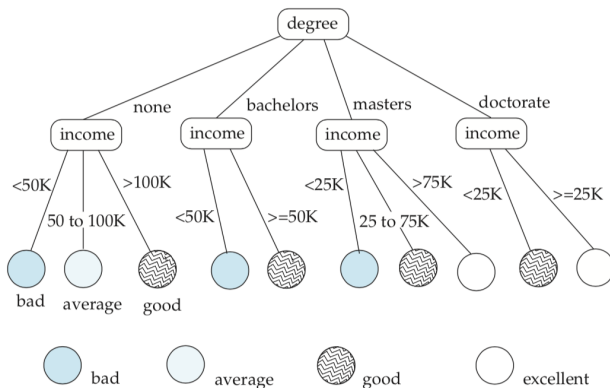 degree
none bachelors masters doctorate
income income income income
<50K >100K <25K >75K <25K >=25K
50 to 100K <50K >=50K 25 to 75K
bad average good
bad average good excellent